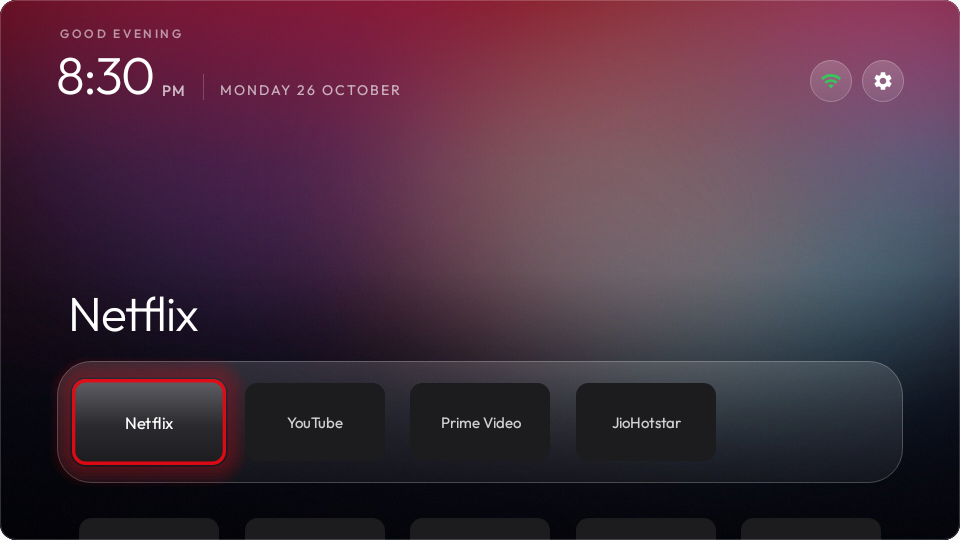 GOOD EVENING
8:30 PM
MONDAY 26 OCTOBER
Netflix
Netflix
YouTube
Prime Video
JioHotstar